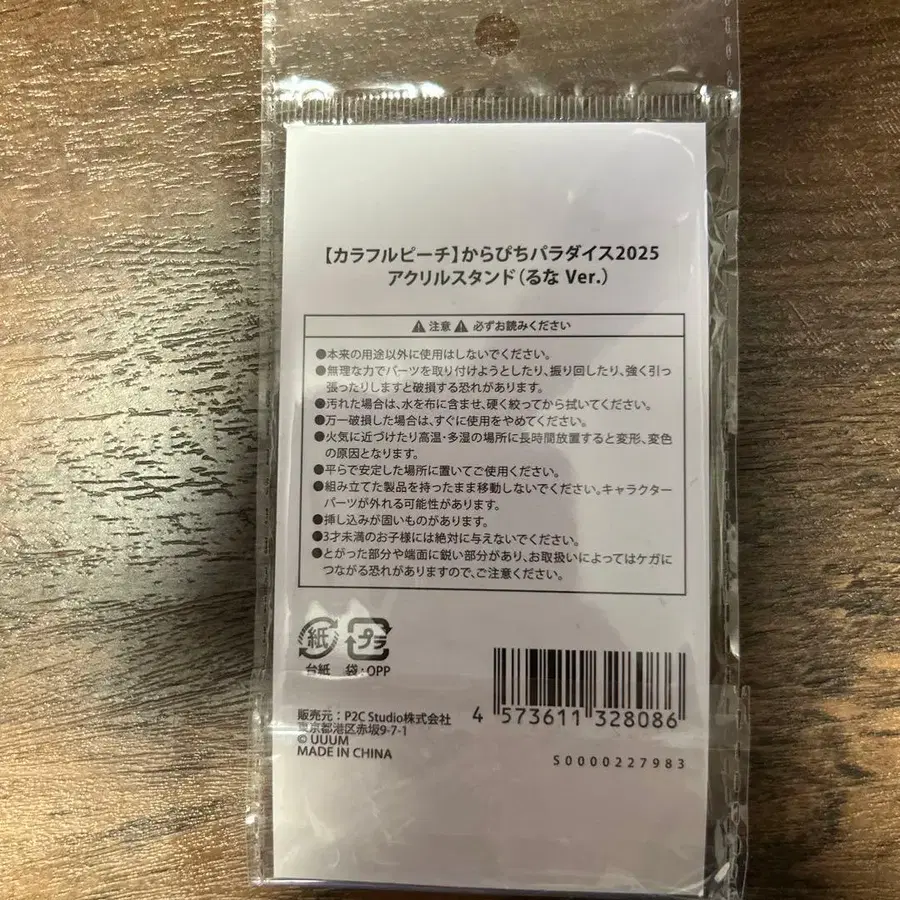 【カラフルピーチ】からぴちパラダイス2025
アクリルスタンド(るな Ver.)
⚠ 注意 ⚠ 必ずお読みください
●本来の用途以外に使用はしないでください。
●無理な力でパーツを取り付けようとしたり、振り回したり、強く引っ
張ったりしますと破損する恐れがあります。
●汚れた場合は、水を布に含ませ、硬く絞ってから拭いてください。
●万一破損した場合は、すぐに使用をやめてください。
●火気に近づけたり高温・多湿の場所に長時間放置すると変形、変色
の原因となります。
●平らで安定した場所に置いてご使用ください。
●組み立てた製品を持ったまま移動しないでください。キャラクター
パーツが外れる可能性があります。
●挿し込みが固いものがあります。
●3才未満のお子様には絶対に与えないでください。
●とがった部分や端面に鋭い部分があり、お取扱いによってはケガに
つながる恐れがありますので、ご注意ください。
紙 プラ
台紙 袋:OPP
販売元:P2C Studio株式会社
東京都港区赤坂9-7-1
© UUUM
MADE IN CHINA
4 573611 328086
S0000227983